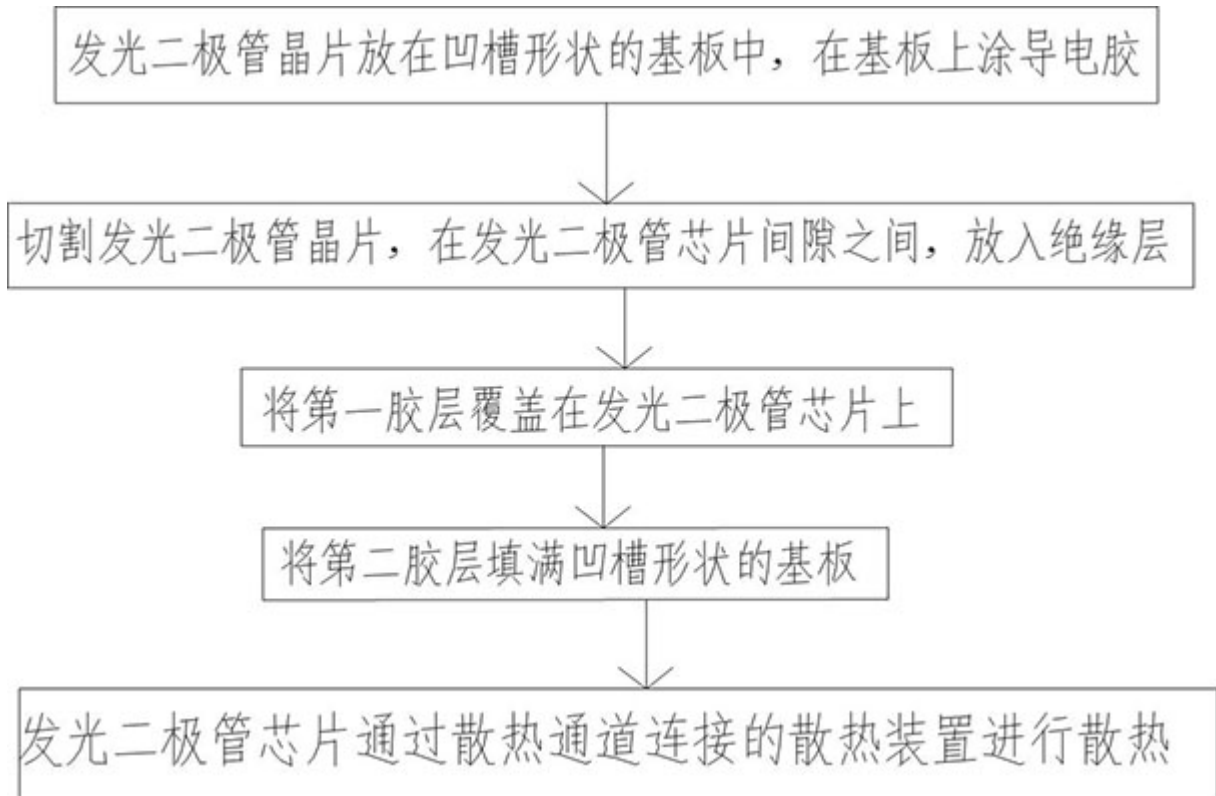 发光二极管晶片放在凹槽形状的基板中，在基板上涂导电胶
切割发光二极管晶片，在发光二极管芯片间隙之间，放入绝缘层
将第一胶层覆盖在发光二极管芯片上
将第二胶层填满凹槽形状的基板
发光二极管芯片通过散热通道连接的散热装置进行散热